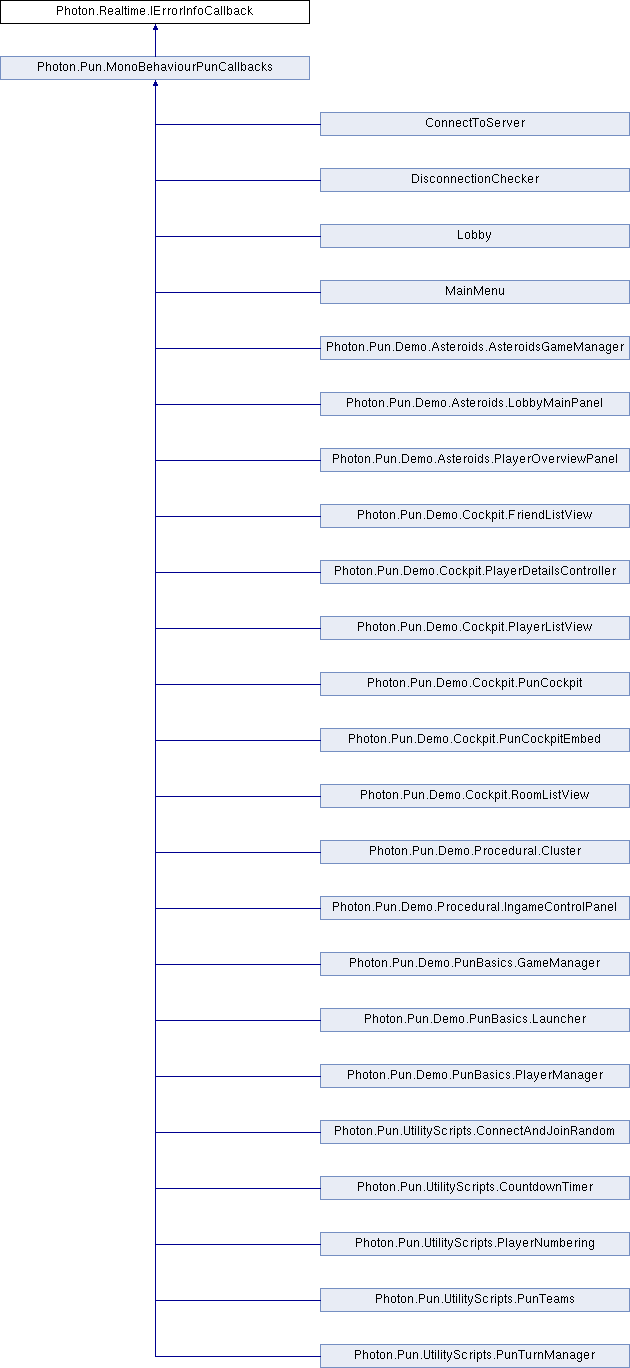 Photon.Realtime.IErrorInfoCallback
Photon.Pun.MonoBehaviourPunCallbacks
ConnectToServer
DisconnectionChecker
Lobby
MainMenu
Photon.Pun.Demo.Asteroids.AsteroidsGameManager
Photon.Pun.Demo.Asteroids.LobbyMainPanel
Photon.Pun.Demo.Asteroids.PlayerOverviewPanel
Photon.Pun.Demo.Cockpit.FriendListView
Photon.Pun.Demo.Cockpit.PlayerDetailsController
Photon.Pun.Demo.Cockpit.PlayerListView
Photon.Pun.Demo.Cockpit.PunCockpit
Photon.Pun.Demo.Cockpit.PunCockpitEmbed
Photon.Pun.Demo.Cockpit.RoomListView
Photon.Pun.Demo.Procedural.Cluster
Photon.Pun.Demo.Procedural.IngameControlPanel
Photon.Pun.Demo.PunBasics.GameManager
Photon.Pun.Demo.PunBasics.Launcher
Photon.Pun.Demo.PunBasics.PlayerManager
Photon.Pun.UtilityScripts.ConnectAndJoinRandom
Photon.Pun.UtilityScripts.CountdownTimer
Photon.Pun.UtilityScripts.PlayerNumbering
Photon.Pun.UtilityScripts.PunTeams
Photon.Pun.UtilityScripts.PunTurnManager